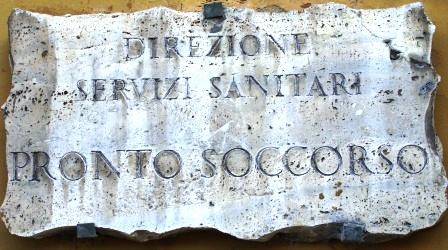 DIREZIONE
SERVIZI SANITARI
PRONTO SOCCORSO